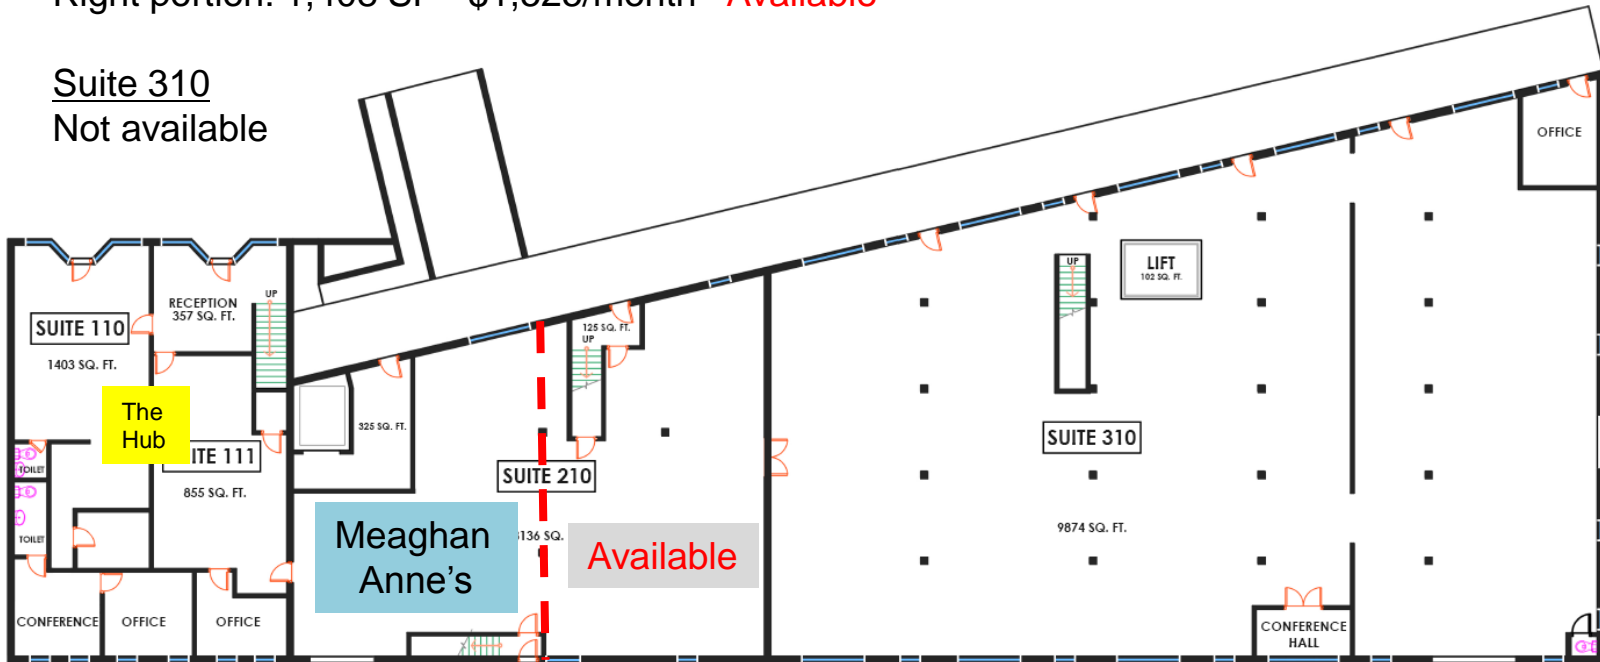 Suite 310
Not available
OFFICE
LIFT
102 SQ. FT.
UP
RECEPTION
357 SQ. FT.
UP
SUITE 110
1403 SQ. FT.
125 SQ. FT.
UP
The
Hub
325 SQ. FT.
SUITE 310
ITE 111
855 SQ. FT.
SUITE 210
TOILET
TOILET
Meaghan
Anne's
136 SQ.
Available
9874 SQ. FT.
CONFERENCE
OFFICE
OFFICE
CONFERENCE
HALL